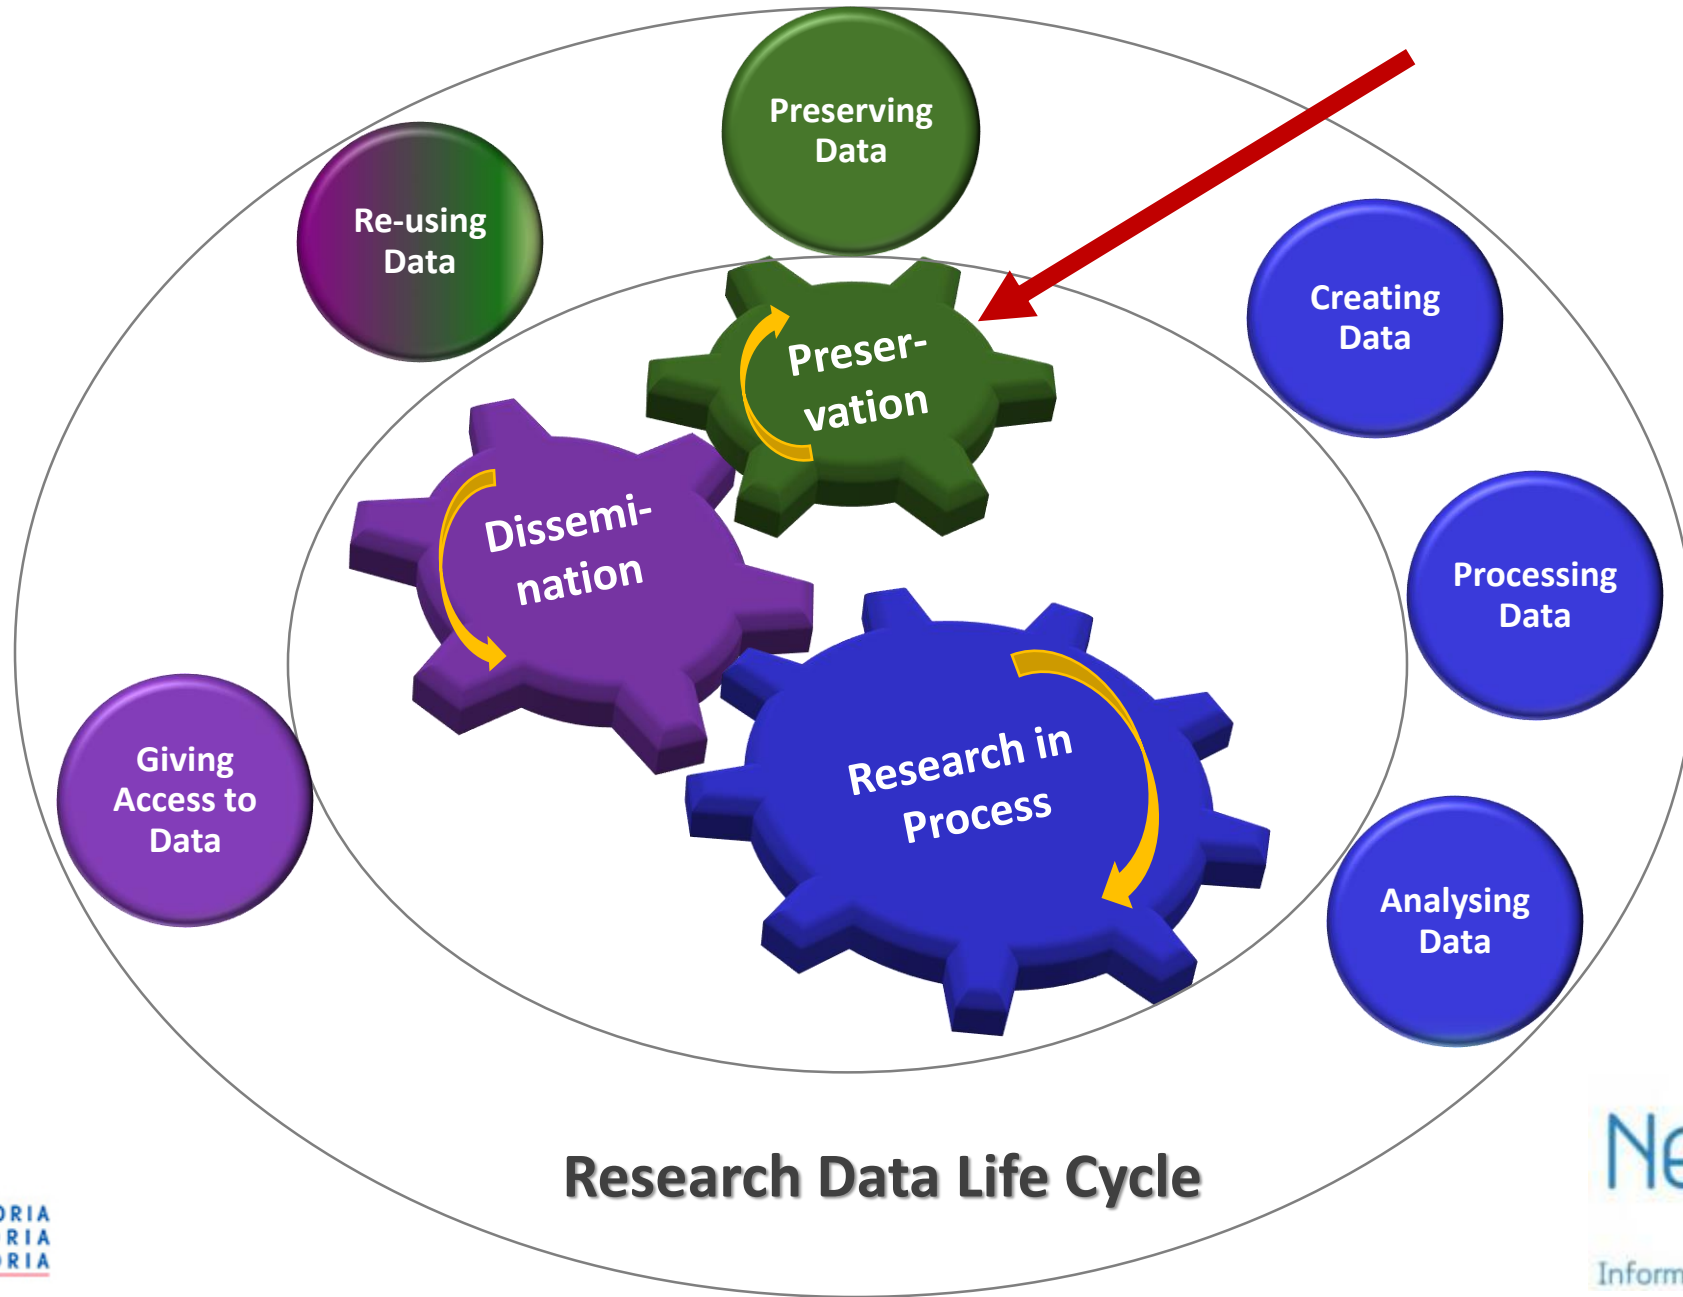 Preserving
Data
Re-using
Data
Creating
Data
Preser-
vation
Dissemi-
nation
Processing
Data
Research in
Process
Giving
Access to
Data
Analysing
Data
Research Data Life Cycle